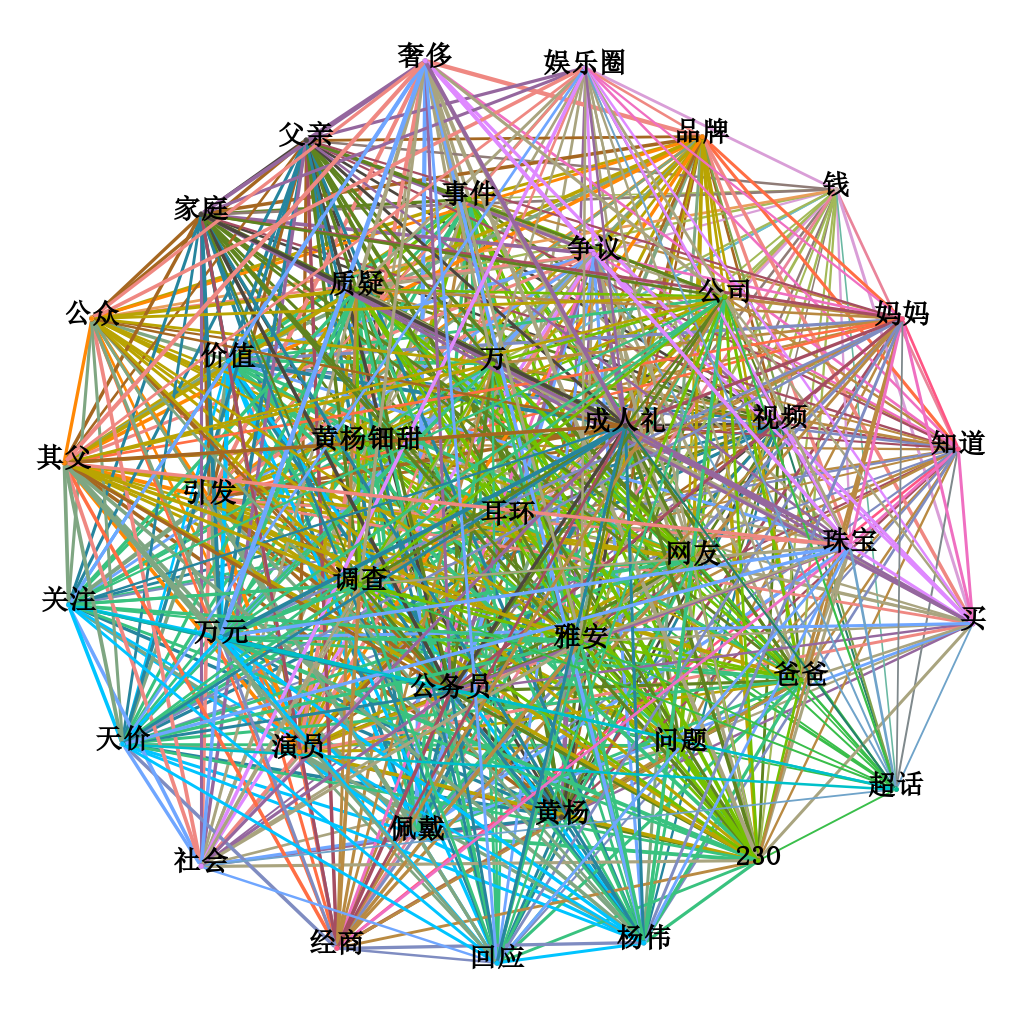 奢侈
娱乐圈
父亲
品牌
钱
事件
家庭
争议
质疑
公司
公众
妈妈
价值
万
成人礼
视频
黄杨钿甜
知道
其父
引发
耳环
珠宝
网友
调查
关注
买
万元
雅安
公务员
爸爸
天价
演员
问题
超话
黄杨
佩戴
230
社会
杨伟
经商
回应